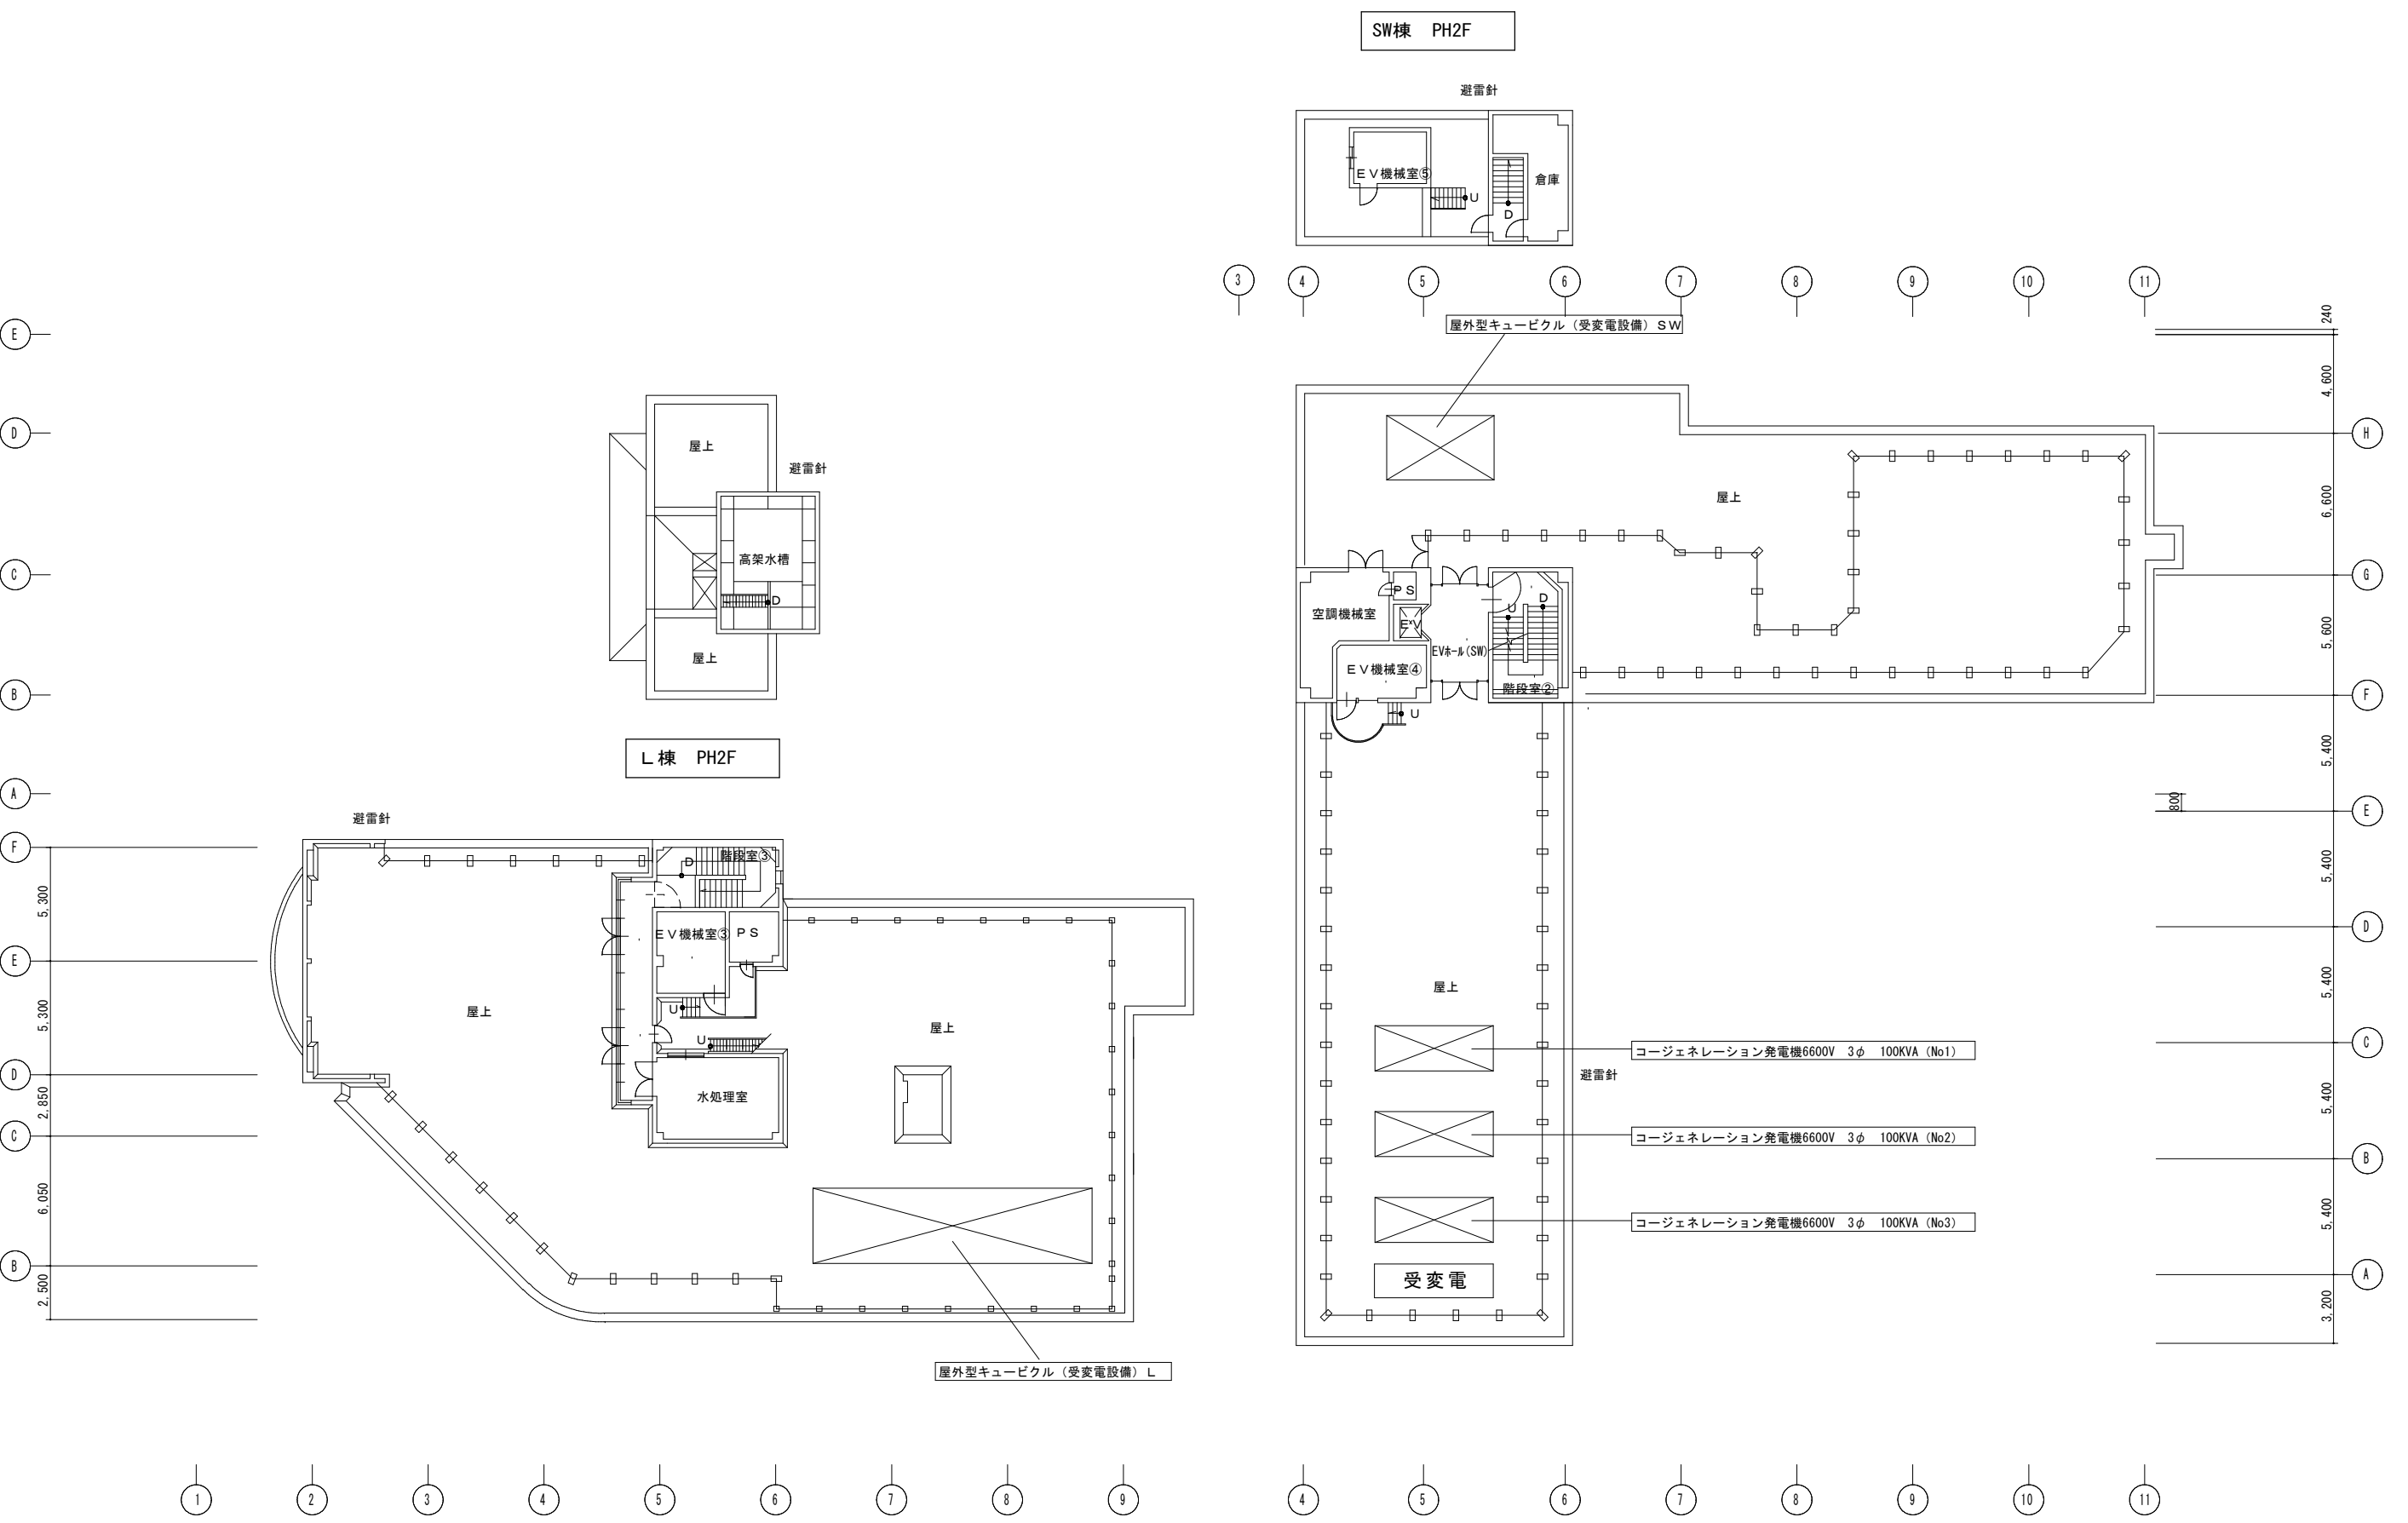 SW棟　PH2F
避雷針
ＥＶ機械室⑤
U
D
倉庫
3
4
5
6
7
8
9
10
11
屋外型キュービクル（受変電設備）ＳＷ
240
4,600
6,600
5,600
5,400
800
5,400
5,400
5,400
5,400
3,200
H
G
F
E
D
C
B
A
屋上
空調機械室
ＰＳ
ＥＶ
EVホール(SW)
U
D
ＥＶ機械室④
階段室②
U
屋上
コージェネレーション発電機6600V　3φ　100KVA（No1）
避雷針
コージェネレーション発電機6600V　3φ　100KVA（No2）
コージェネレーション発電機6600V　3φ　100KVA（No3）
受変電
4
5
6
7
8
9
10
11
E
D
C
B
A
屋上
避雷針
高架水槽
D
屋上
Ｌ棟　PH2F
避雷針
F
E
D
C
B
5,300
5,300
2,850
6,050
2,500
階段室③
D
ＥＶ機械室③
ＰＳ
U
U
屋上
屋上
水処理室
屋外型キュービクル（受変電設備）Ｌ
1
2
3
4
5
6
7
8
9